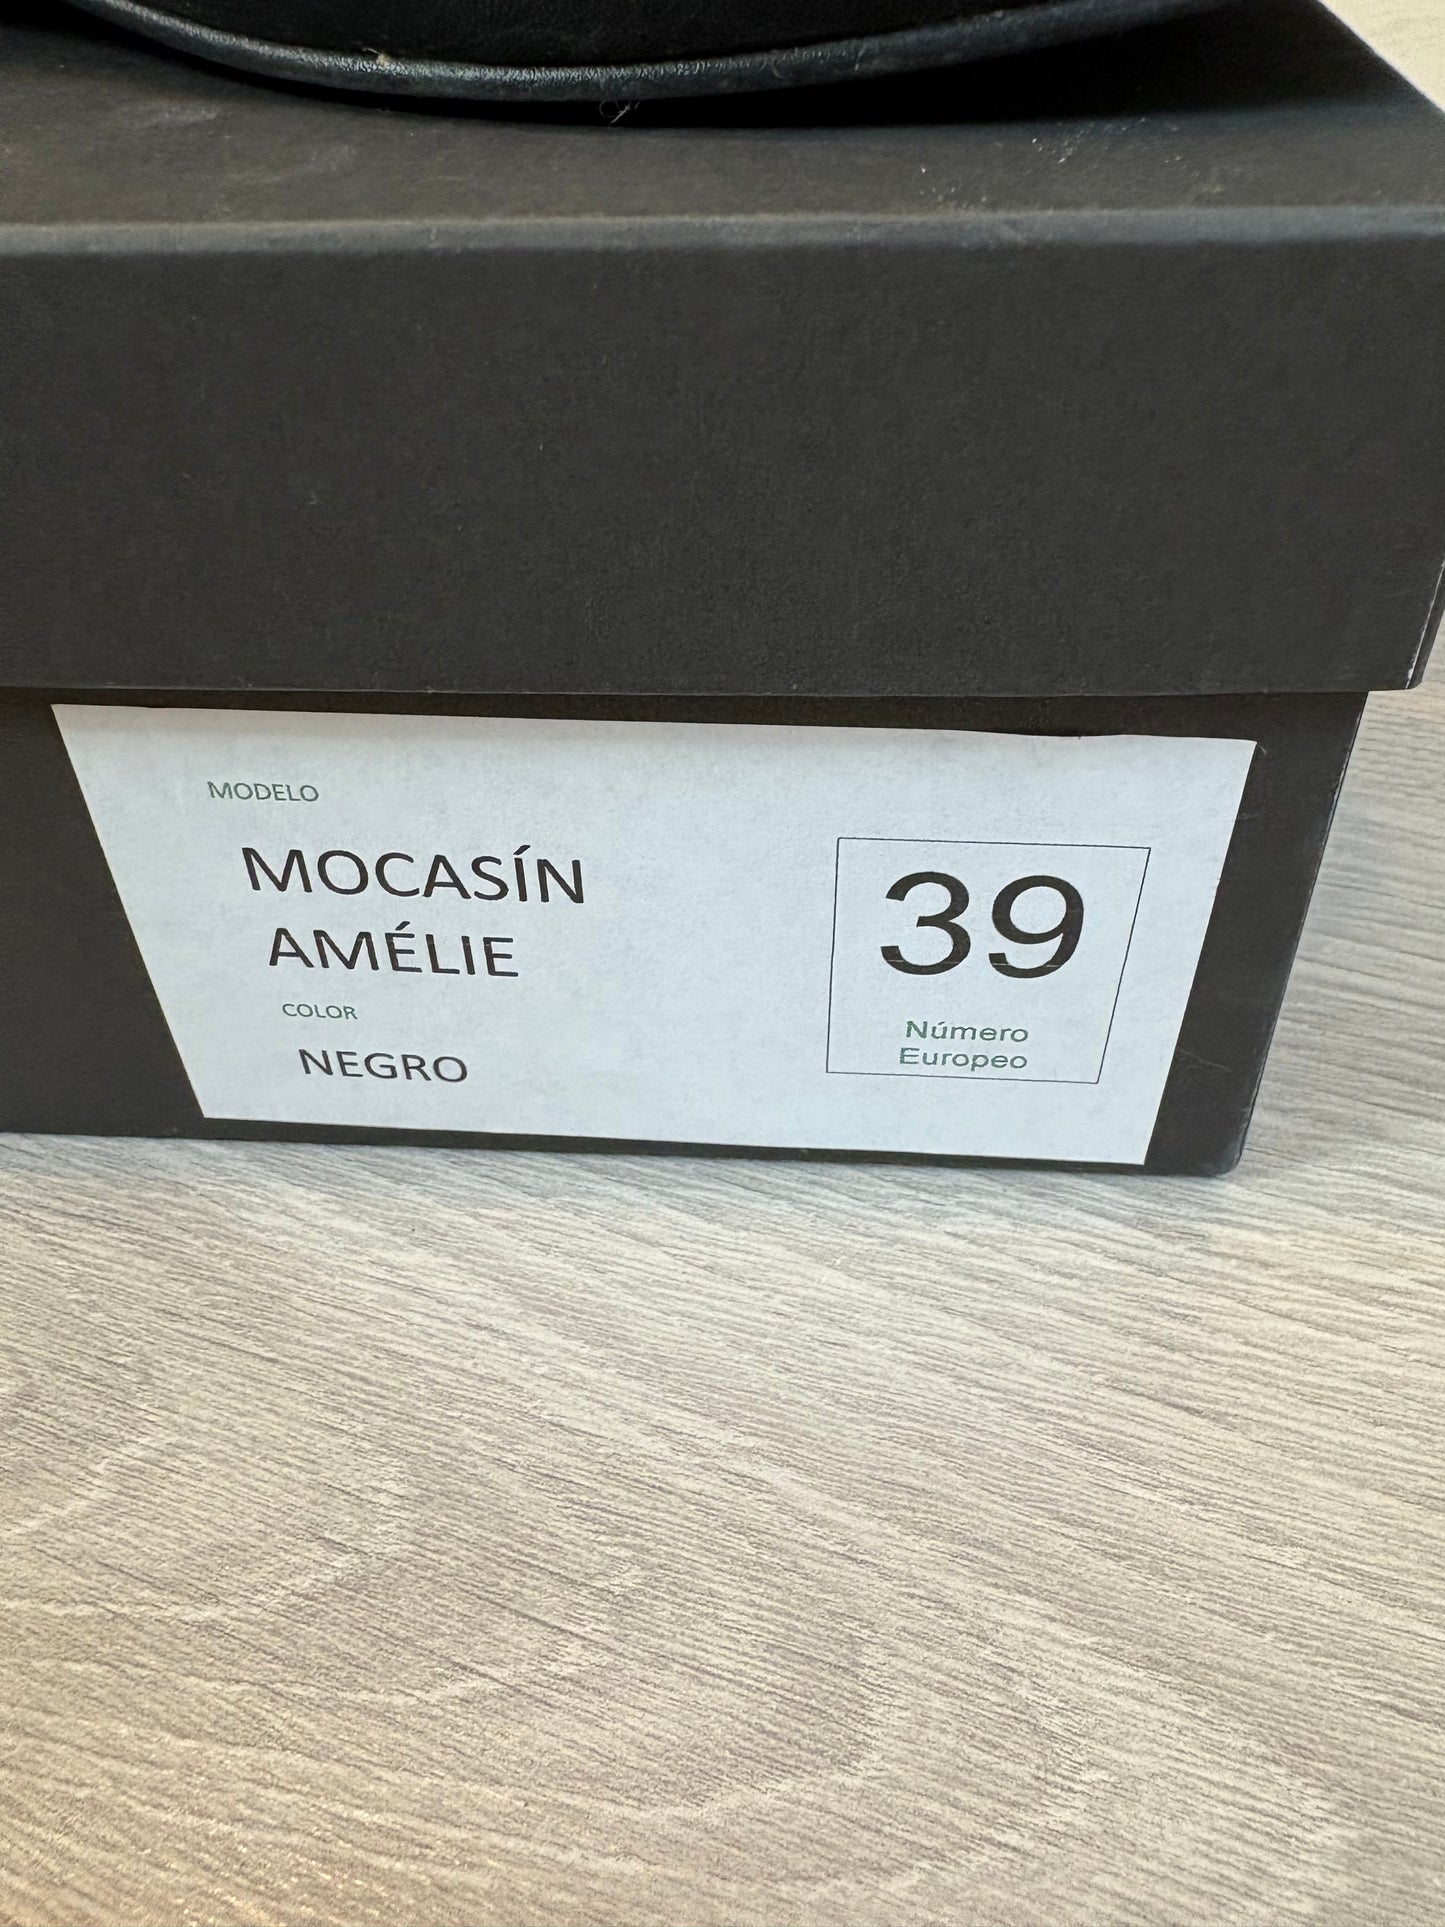 MODELO
MOCASÍN
AMÉLIE
COLOR
NEGRO
39
Número
Europeo